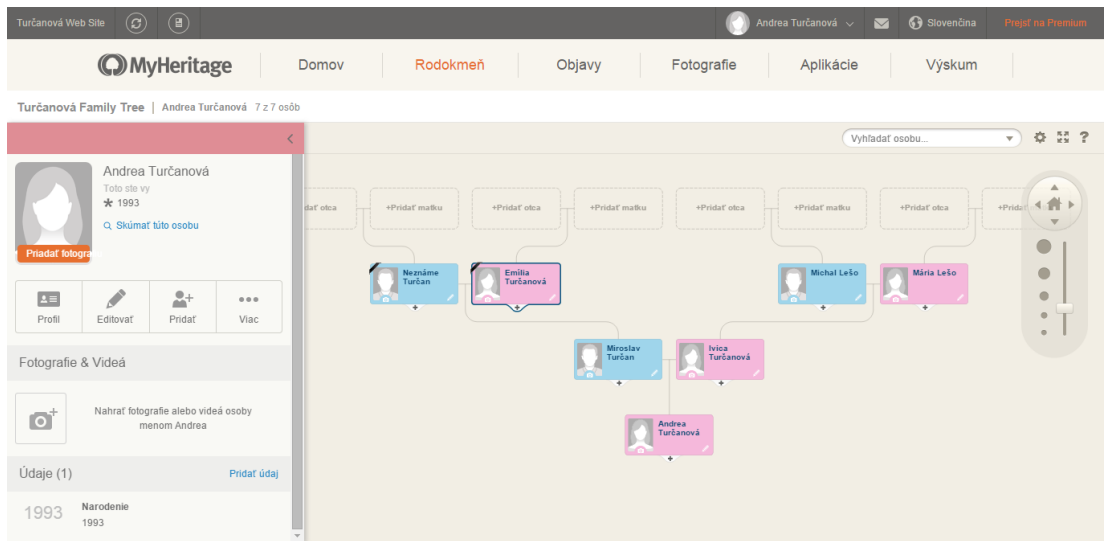 Turčanová Web Site
Andrea Turčanová
Slovenčina
Prejsť na Premium
MyHeritage
Domov
Rodokmeň
Objavy
Fotografie
Aplikácie
Výskum
Turčanová Family Tree | Andrea Turčanová 7 z 7 osôb
Vyhľadať osobu...
?
Andrea Turčanová
Toto ste vy
1993
Skúmať túto osobu
Priadať fotogra
Profil
Editovať
Pridať
Viac
Fotografie & Videá
Nahrať fotografie alebo videá osoby
menom Andrea
Údaje (1)
Pridať údaj
1993
Narodenie
1993
dať otca
+Pridať matku
+Pridať otca
+Pridať matku
+Pridať otca
+Pridať matku
+Pridať otca
+Pridať
Neznáme
Turčan
Emília
Turčanová
Michal Lešo
Mária Lešo
Miroslav
Turčan
Ivica
Turčanová
Andrea
Turčanová